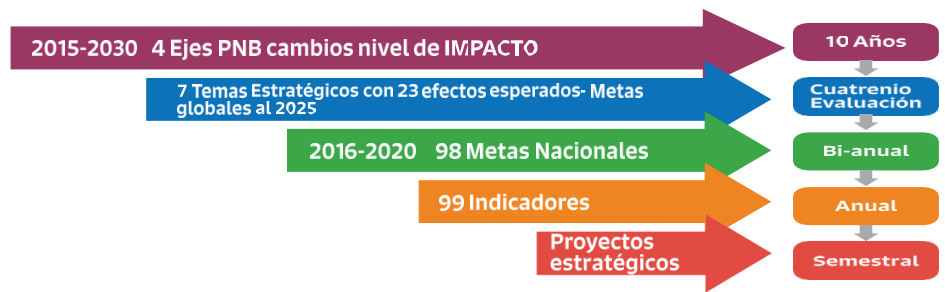 2015-2030 4 Ejes PNB cambios nivel de IMPACTO
10 Años
7 Temas Estratégicos con 23 efectos esperados- Metas
globales al 2025
Cuatrenio
Evaluación
2016-2020 98 Metas Nacionales
Bi-anual
99 Indicadores
Anual
Proyectos
estratégicos
Semestral